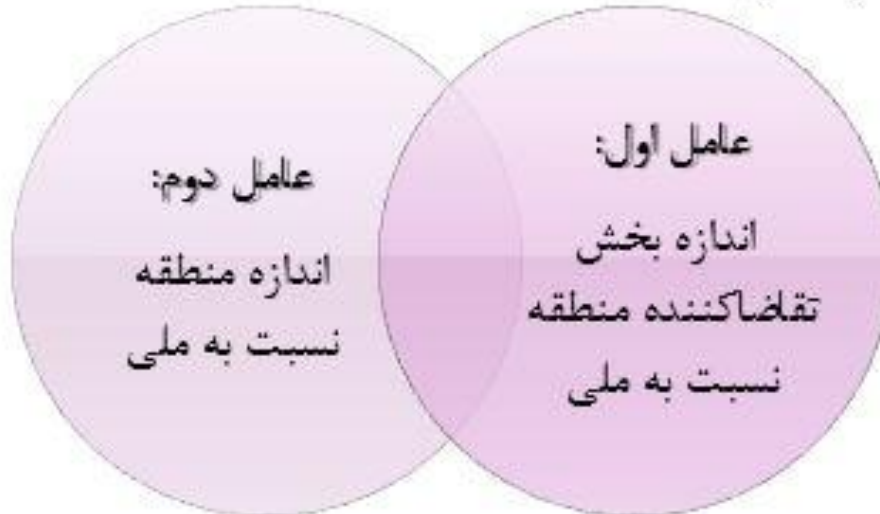 عامل اول:
اندازه بخش
تقاضاکننده منطقه
نسبت به ملی
عامل دوم:
اندازه منطقه
نسبت به ملی